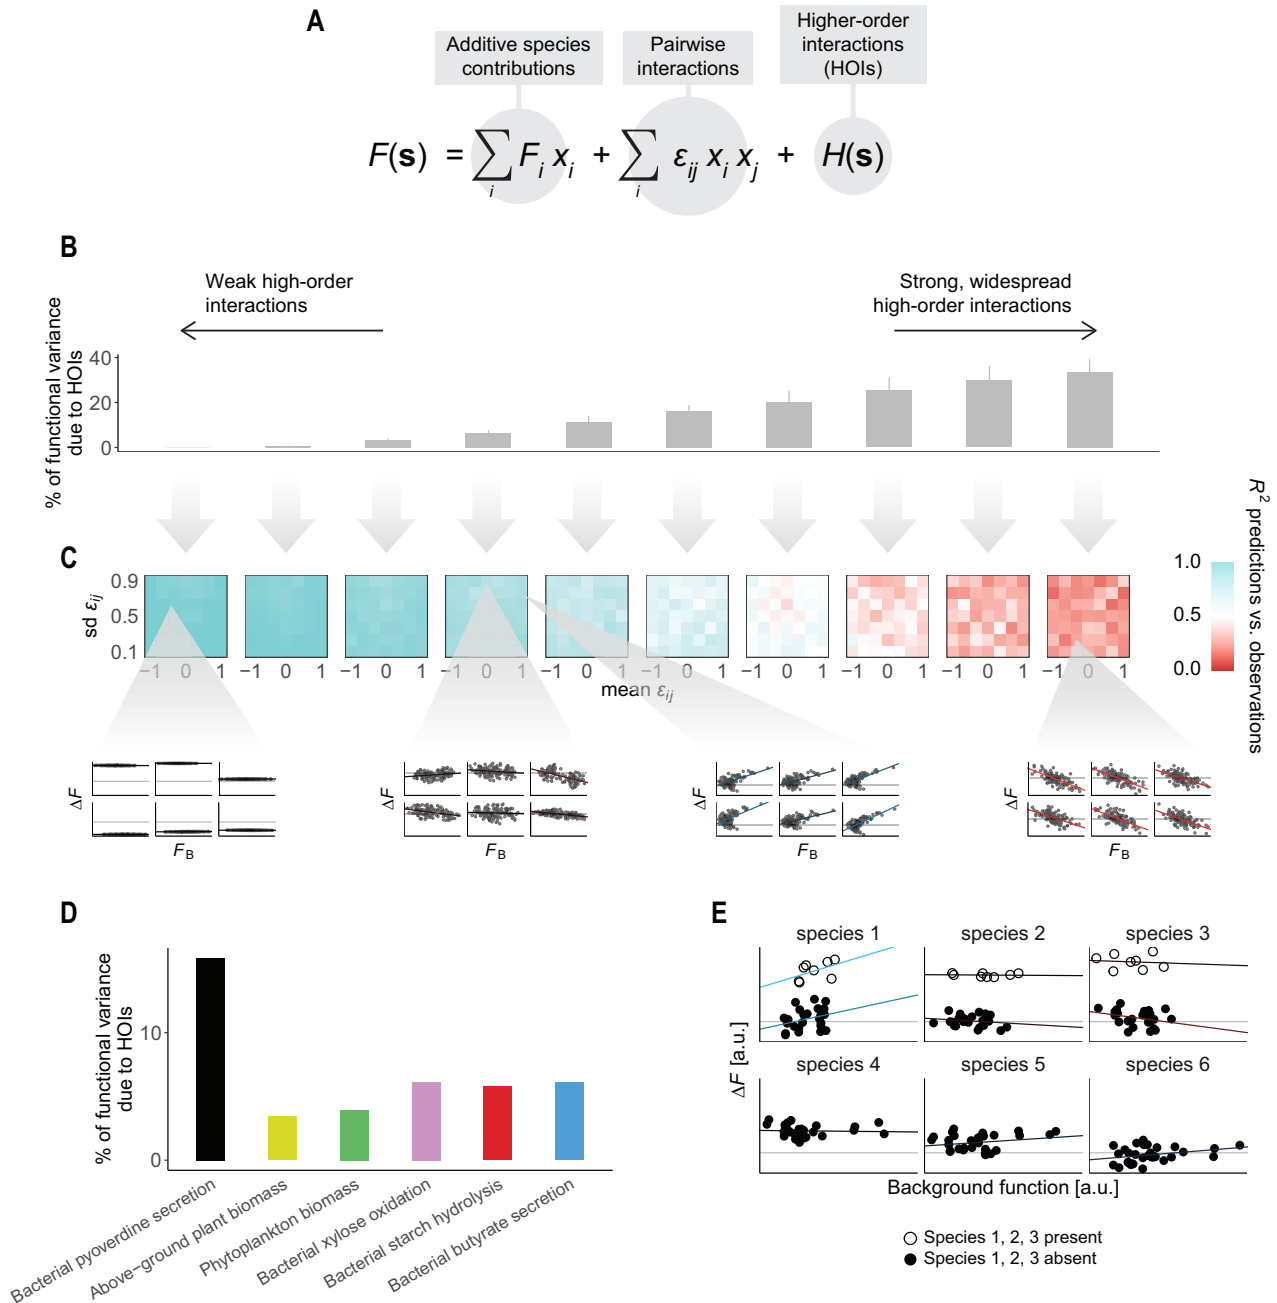 A
Additive species
contributions
Pairwise
interactions
Higher-order
interactions
(HOIs)
F(s) = ∑ F_i x_i + ∑ ε_ij x_i x_j + H(s)
i
i
B
Weak high-order
interactions
Strong, widespread
high-order interactions
% of functional variance
due to HOIs
40
20
0
C
sd ε_ij
0.9
0.5
0.1
−1 0 1
−1 0 1
−1 0 1
−1 0 1
−1 0 1
−1 0 1
−1 0 1
−1 0 1
−1 0 1
−1 0 1
mean ε_ij
R² predictions vs. observations
1.0
0.5
0.0
ΔF
F_B
ΔF
F_B
ΔF
F_B
ΔF
F_B
D
% of functional variance
due to HOIs
10
0
Bacterial pyoverdine secretion
Above−ground plant biomass
Phytoplankton biomass
Bacterial xylose oxidation
Bacterial starch hydrolysis
Bacterial butyrate secretion
E
species 1
species 2
species 3
species 4
species 5
species 6
ΔF [a.u.]
Background function [a.u.]
Species 1, 2, 3 present
Species 1, 2, 3 absent